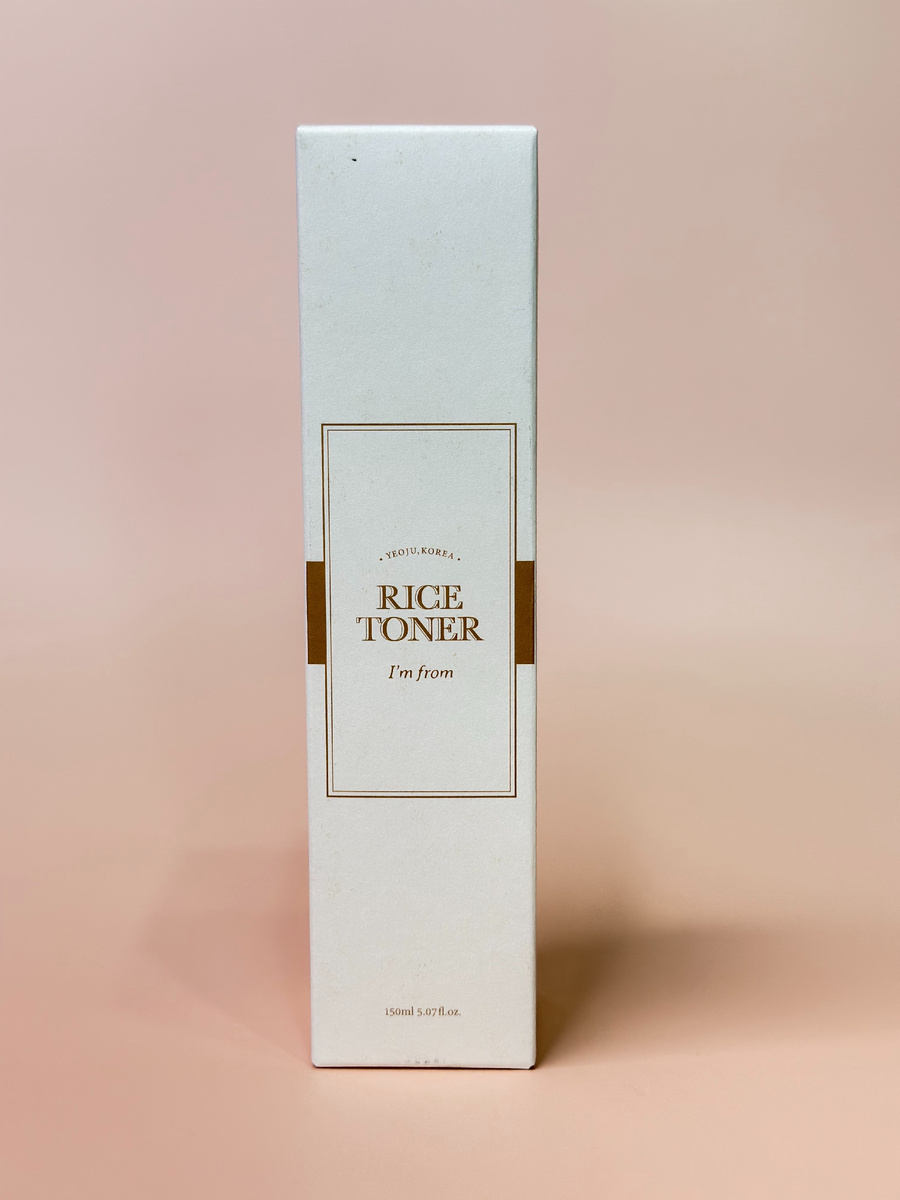 • YEOJU, KOREA •
RICE
TONER
I'm from
150ml 5.07fl.oz.